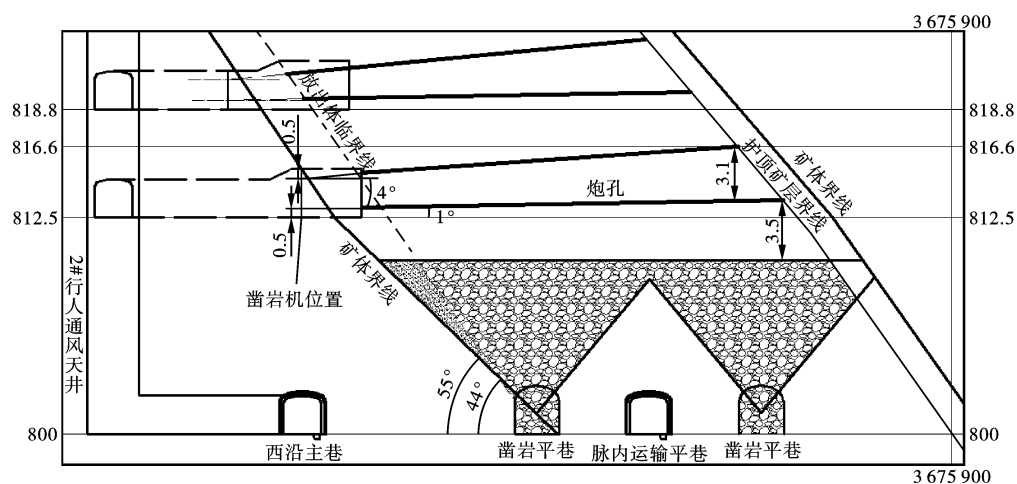 3 675 900
放出体临界线
818.8
818.8
0.5
816.6
816.6
护顶矿层界线
矿体界线
3.1
4°
炮孔
1°
812.5
812.5
0.5
3.5
矿体界线
2#行人通风天井
凿岩机位置
55°
44°
800
800
西沿主巷
凿岩平巷
脉内运输平巷
凿岩平巷
3 675 900